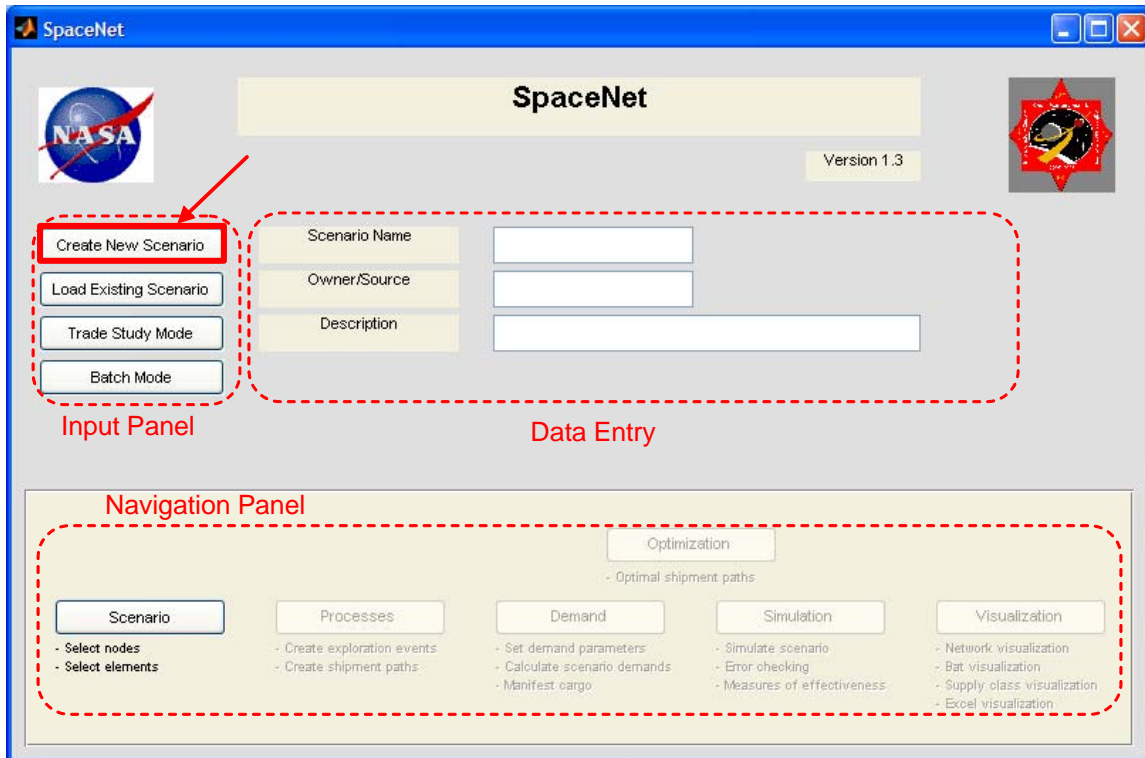 SpaceNet
NASA
SpaceNet
Version 1.3
Create New Scenario
Load Existing Scenario
Trade Study Mode
Batch Mode
Input Panel
Scenario Name
Owner/Source
Description
Data Entry
Navigation Panel
Optimization
- Optimal shipment paths
Scenario
- Select nodes
- Select elements
Processes
- Create exploration events
- Create shipment paths
Demand
- Set demand parameters
- Calculate scenario demands
- Manifest cargo
Simulation
- Simulate scenario
- Error checking
- Measures of effectiveness
Visualization
- Network visualization
- Bat visualization
- Supply class visualization
- Excel visualization